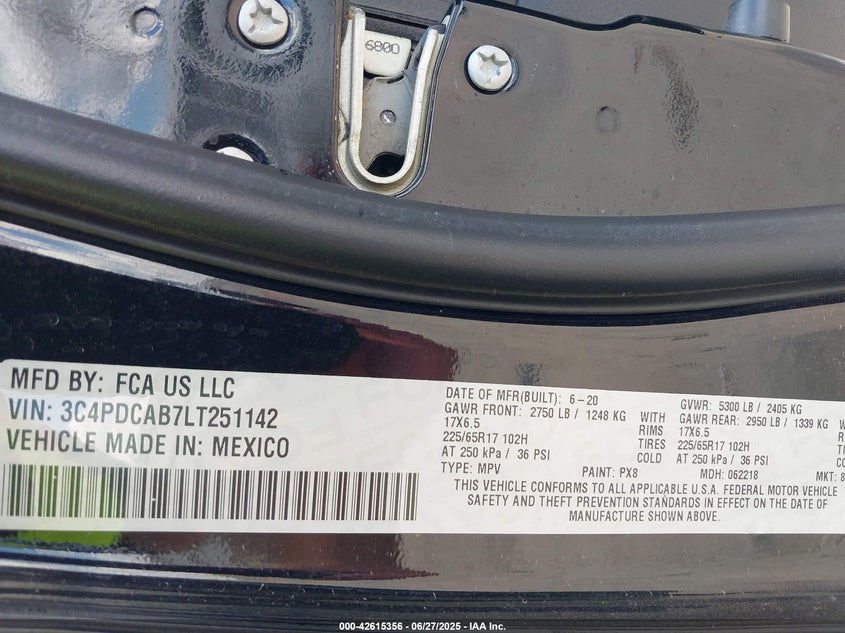 6800
MFD BY: FCA US LLC
VIN: 3C4PDCAB7LT251142
VEHICLE MADE IN: MEXICO
DATE OF MFR(BUILT): 6-20 GVWR: 5300 LB / 2405 KG
GAWR FRONT: 2750 LB / 1248 KG WITH GAWR REAR: 2950 LB / 1339 KG W
17X6.5 RIMS 17X6.5
225/65R17 102H TIRES 225/65R17 102H
AT 250 kPa / 36 PSI COLD AT 250 kPa / 36 PSI
TYPE: MPV PAINT: PX8 MDH: 062218 MKT: 8
THIS VEHICLE CONFORMS TO ALL APPLICABLE U.S.A. FEDERAL MOTOR VEHICLE
SAFETY AND THEFT PREVENTION STANDARDS IN EFFECT ON THE DATE OF
MANUFACTURE SHOWN ABOVE.
000-42615356 - 06/27/2025 - IAA Inc.